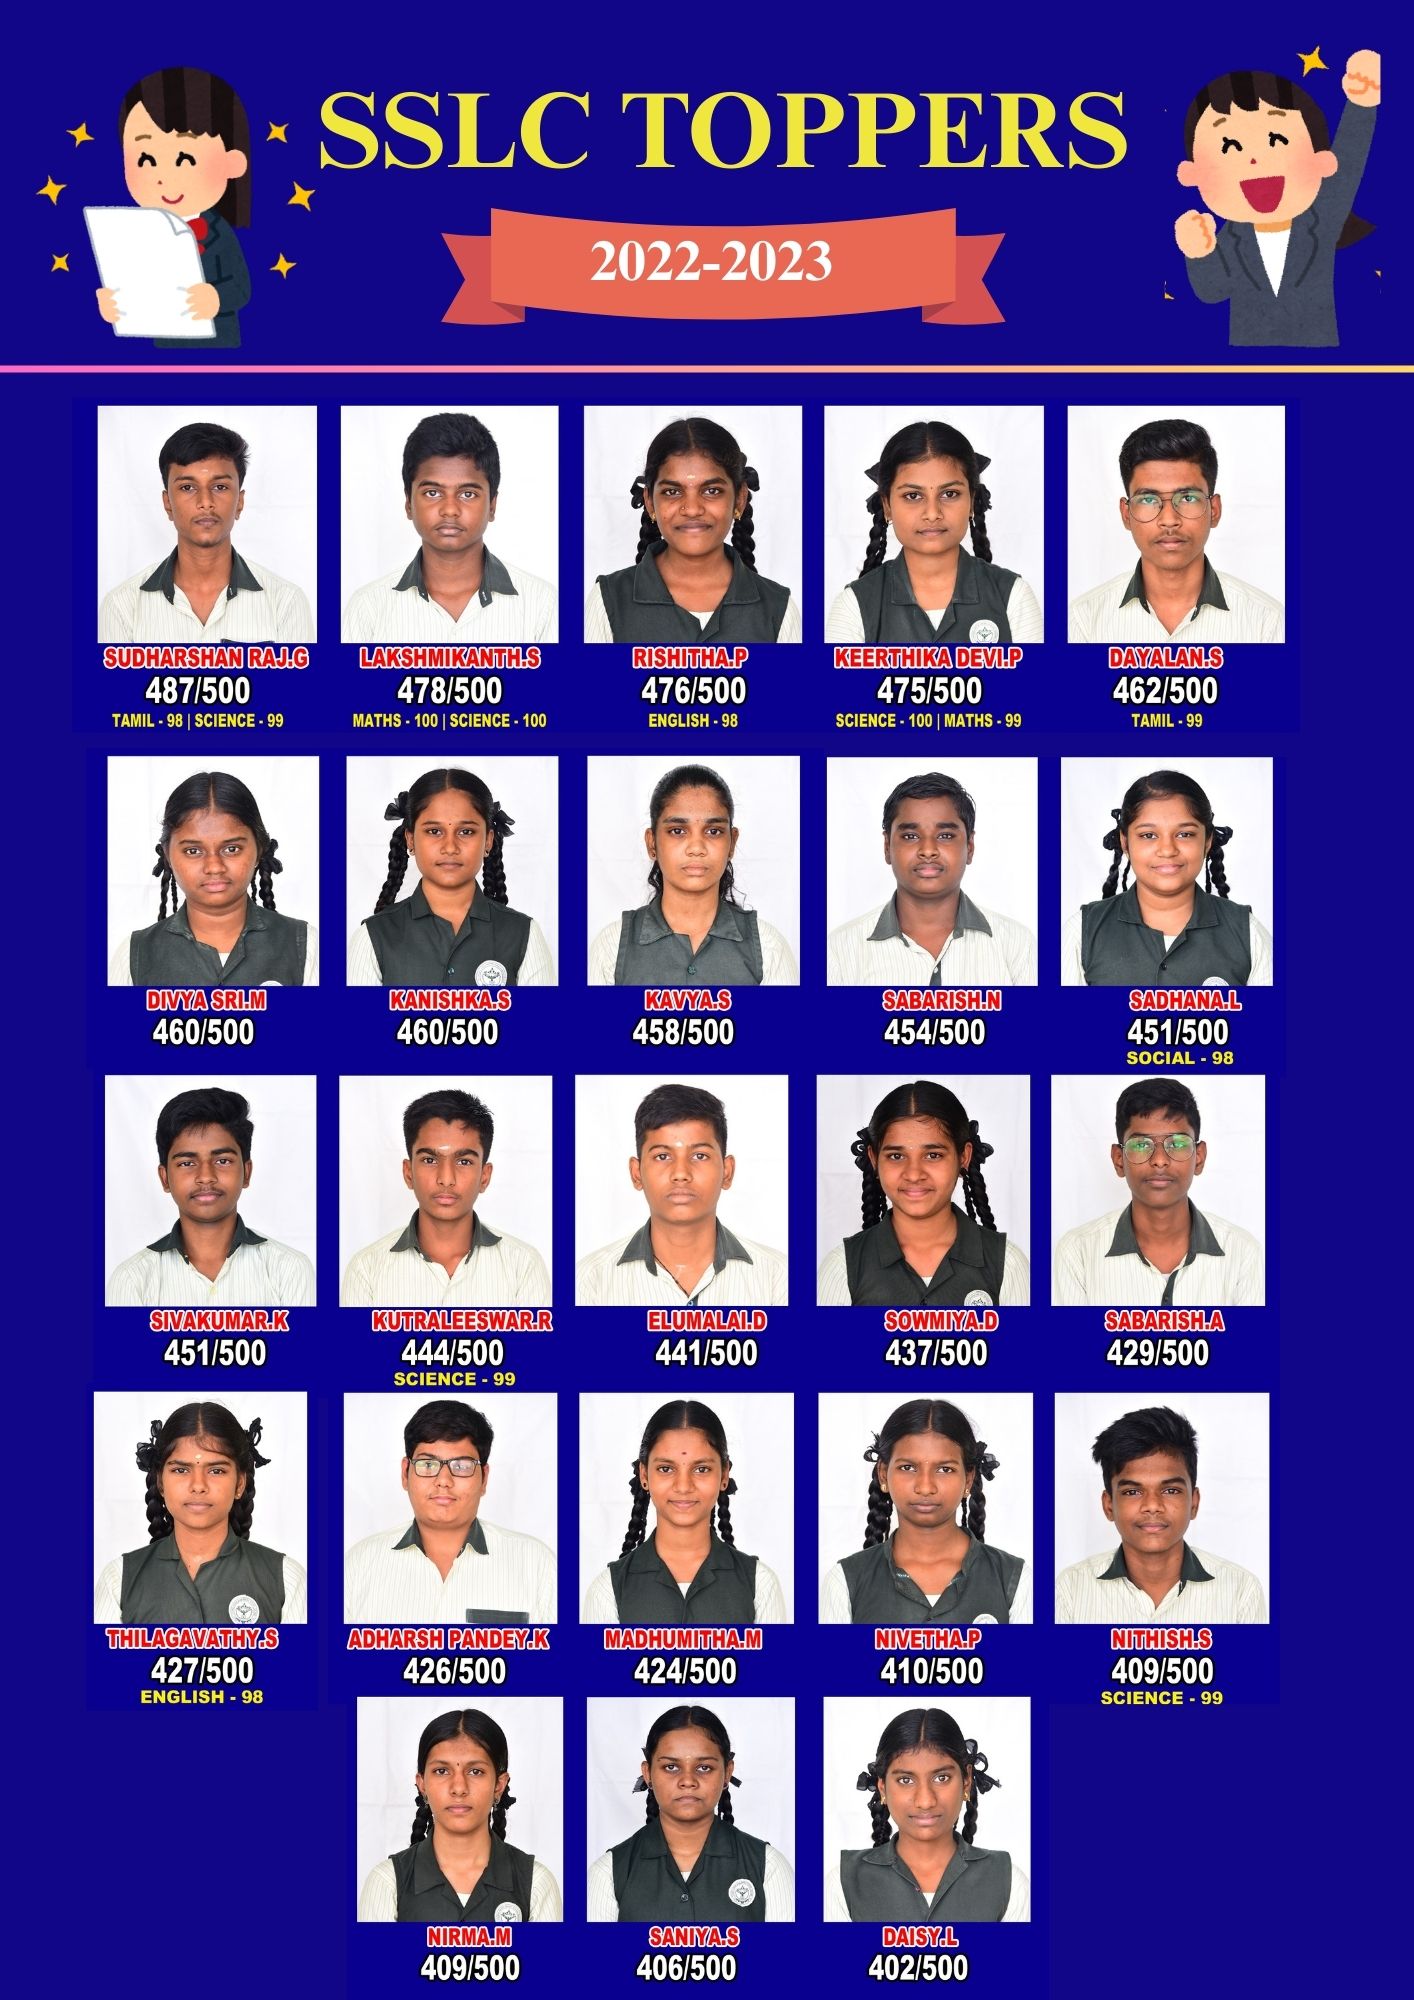 SSLC TOPPERS
2022-2023
SUDHARSHAN RAJ.G
487/500
TAMIL - 98 | SCIENCE - 99
LAKSHMIKANTH.S
478/500
MATHS - 100 | SCIENCE - 100
RISHITHA.P
476/500
ENGLISH - 98
KEERTHIKA DEVI.P
475/500
SCIENCE - 100 | MATHS - 99
DAYALAN.S
462/500
TAMIL - 99
DIVYA SRI.M
460/500
KANISHKA.S
460/500
KAVYA.S
458/500
SABARISH.N
454/500
SADHANA.L
451/500
SOCIAL - 98
SIVAKUMAR.K
451/500
KUTRALEESWAR.R
444/500
SCIENCE - 99
ELUMALAI.D
441/500
SOWMIYA.D
437/500
SABARISH.A
429/500
THILAGAVATHY.S
427/500
ENGLISH - 98
ADHARSH PANDEY.K
426/500
MADHUMITHA.M
424/500
NIVETHA.P
410/500
NITHISH.S
409/500
SCIENCE - 99
NIRMA.M
409/500
SANIYA.S
406/500
DAISY.L
402/500